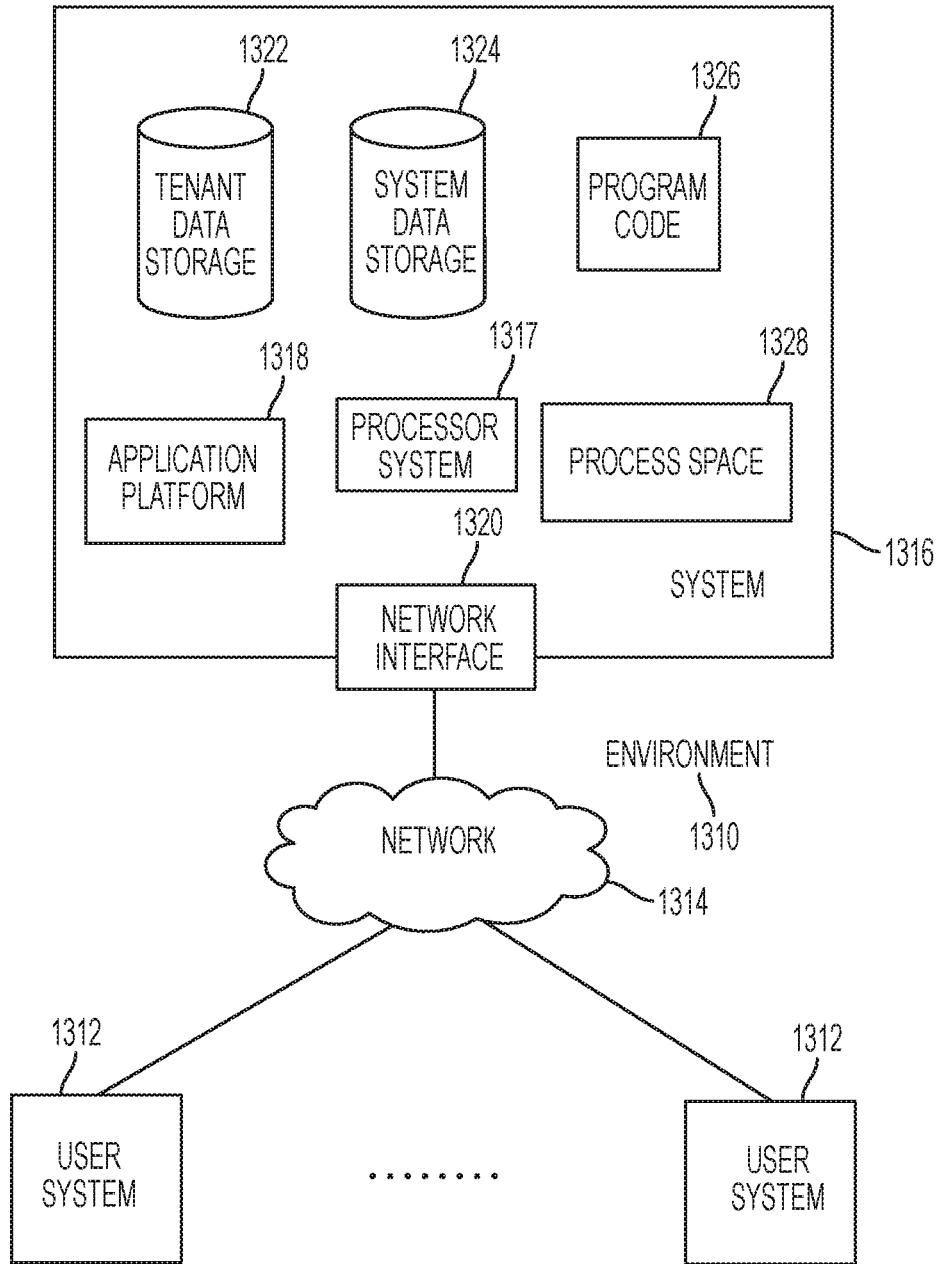 1322
1324
1326
TENANT
DATA
STORAGE
SYSTEM
DATA
STORAGE
PROGRAM
CODE
1318
1317
1328
APPLICATION
PLATFORM
PROCESSOR
SYSTEM
PROCESS SPACE
1320
1316
SYSTEM
NETWORK
INTERFACE
ENVIRONMENT
1310
NETWORK
1314
1312
1312
USER
SYSTEM
........
USER
SYSTEM